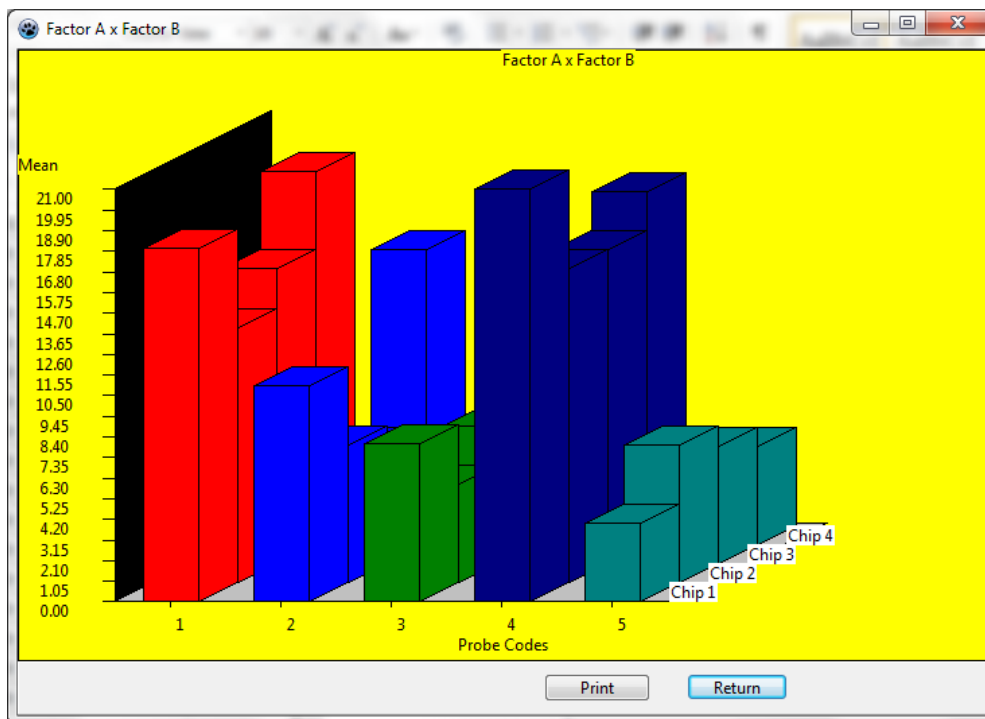 Factor A x Factor B
Factor A x Factor B
Mean
21.00
19.95
18.90
17.85
16.80
15.75
14.70
13.65
12.60
11.55
10.50
9.45
8.40
7.35
6.30
5.25
4.20
3.15
2.10
1.05
0.00
Chip 4
Chip 3
Chip 2
Chip 1
1 2 3 4 5
Probe Codes
Print Return